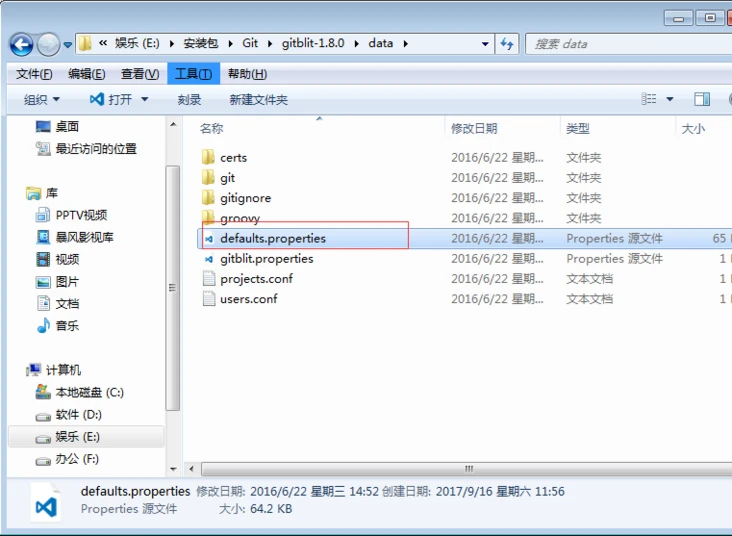 « 娱乐 (E:) 安装包 Git gitblit-1.8.0 data 搜索 data
文件(F) 编辑(E) 查看(V) 工具(T) 帮助(H)
组织 打开 刻录 新建文件夹
桌面
最近访问的位置
库
PPTV视频
暴风影视库
视频
图片
文档
音乐
计算机
本地磁盘 (C:)
软件 (D:)
娱乐 (E:)
办公 (F:)
名称 修改日期 类型 大小
certs 2016/6/22 星期... 文件夹
git 2016/6/22 星期... 文件夹
gitignore 2016/6/22 星期... 文件夹
groovy 2016/6/22 星期... 文件夹
defaults.properties 2016/6/22 星期... Properties 源文件 65
gitblit.properties 2016/6/22 星期... Properties 源文件 1
projects.conf 2016/6/22 星期... 文本文档 1
users.conf 2016/6/22 星期... 文本文档 1
defaults.properties 修改日期: 2016/6/22 星期三 14:52 创建日期: 2017/9/16 星期六 11:56
Properties 源文件 大小: 64.2 KB